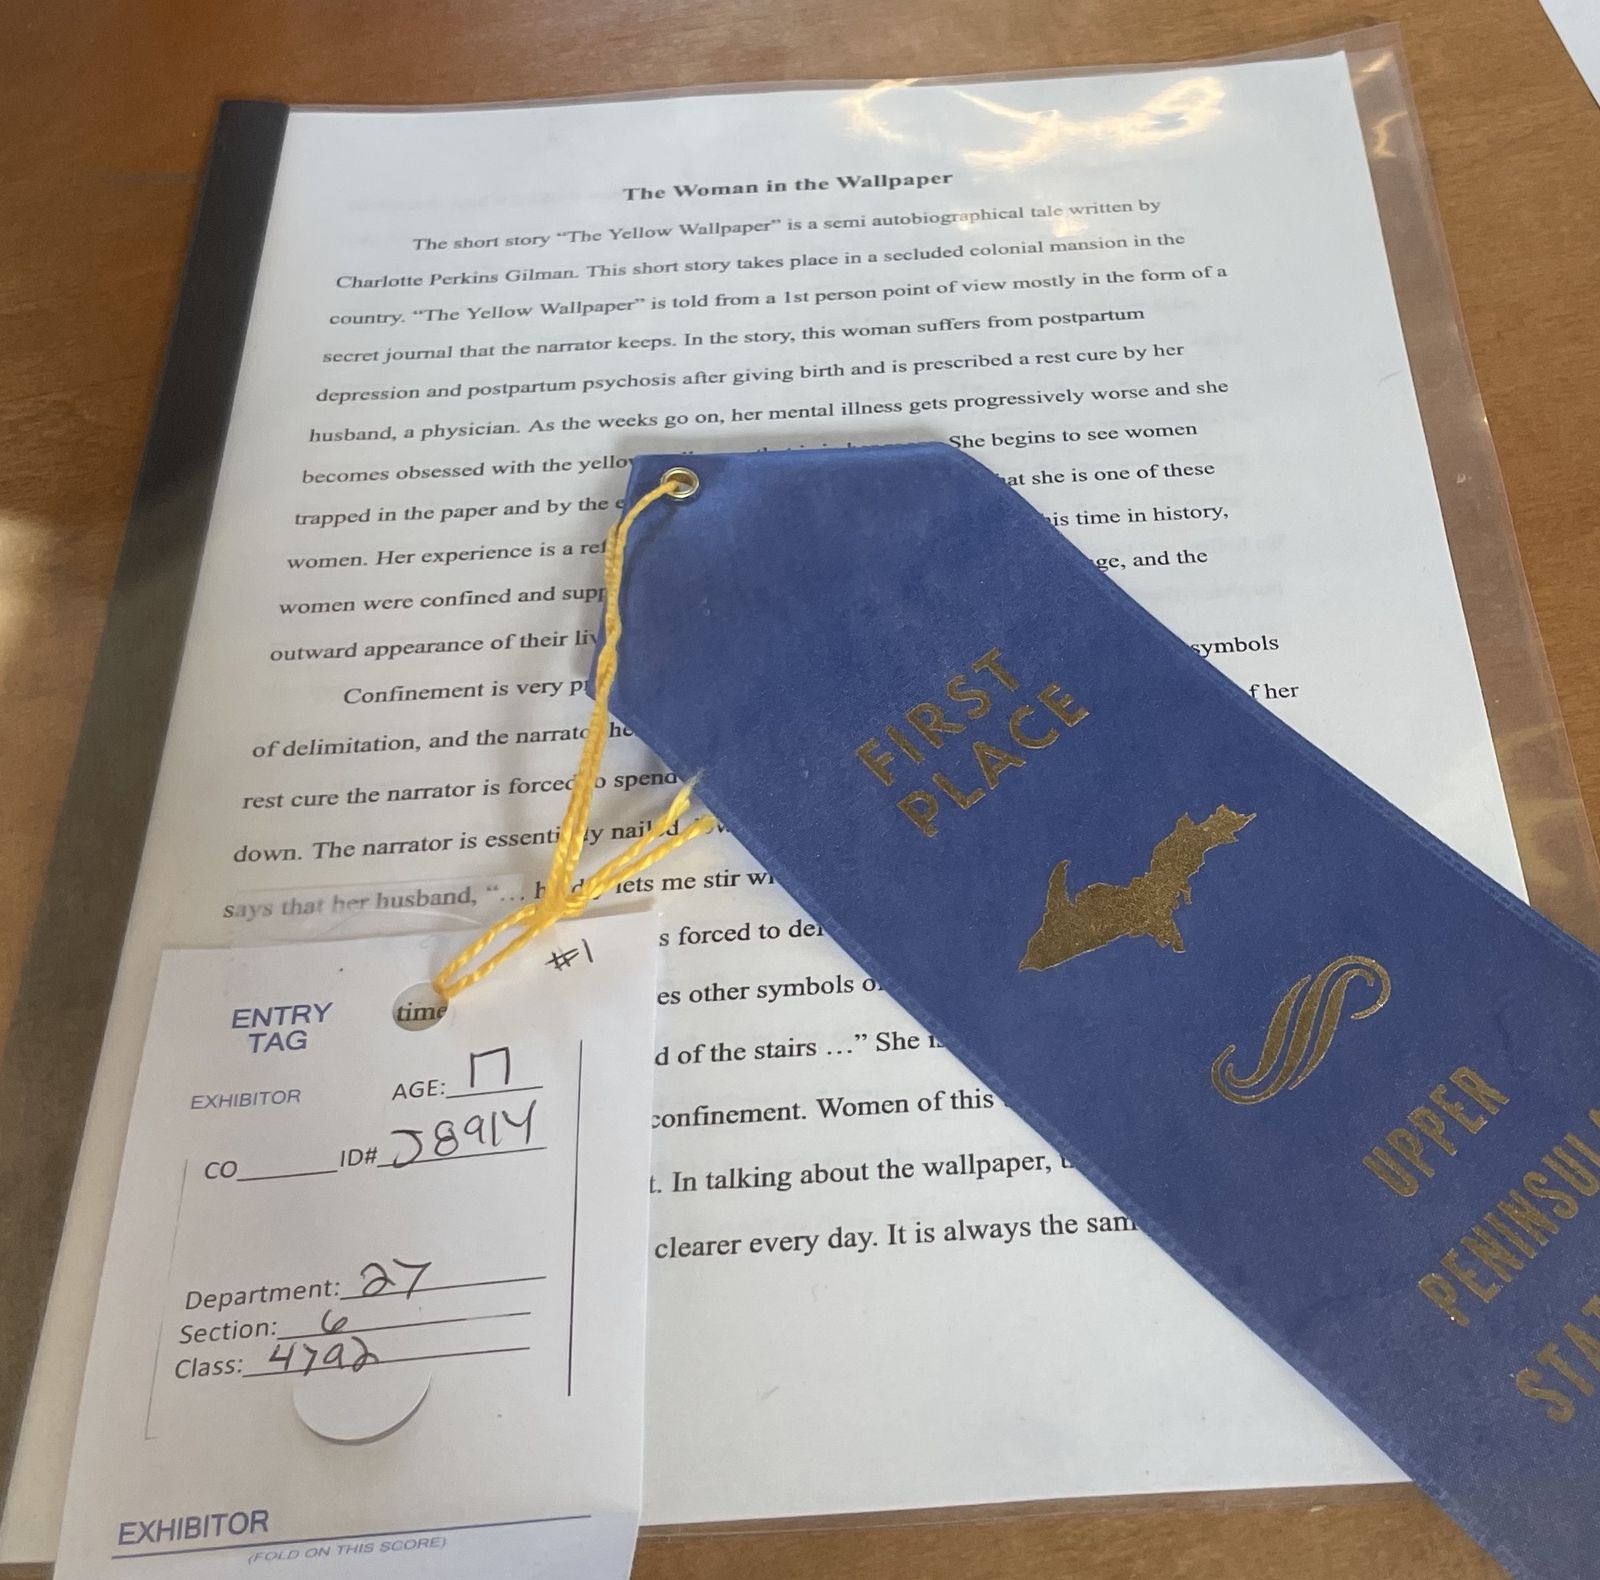 The Woman in the Wallpaper
The short story “The Yellow Wallpaper” is a semi autobiographical tale written by
Charlotte Perkins Gilman. This short story takes place in a secluded colonial mansion in the
country. “The Yellow Wallpaper” is told from a 1st person point of view mostly in the form of a
secret journal that the narrator keeps. In the story, this woman suffers from postpartum
depression and postpartum psychosis after giving birth and is prescribed a rest cure by her
husband, a physician. As the weeks go on, her mental illness gets progressively worse and she
becomes obsessed with the She begins to see women
trapped in the paper and by the she is one of these
women. Her experience is a time in history,
women were confined and and the
outward appearance of their symbols
Confinement is very her
of delimitation, and the
rest cure the narrator is forced spend
down. The narrator is
says that her husband, “… lets me stir
forced to
other symbols
of the stairs …” She
confinement. Women of this
In talking about the wallpaper,
clearer every day. It is always the
FIRST
PLACE
UPPER
#1
ENTRY
TAG
time
EXHIBITOR AGE: 17
CO ID# J8914
Department: 27
Section: 6
Class: 4792
EXHIBITOR
(FOLD ON THIS SCORE)